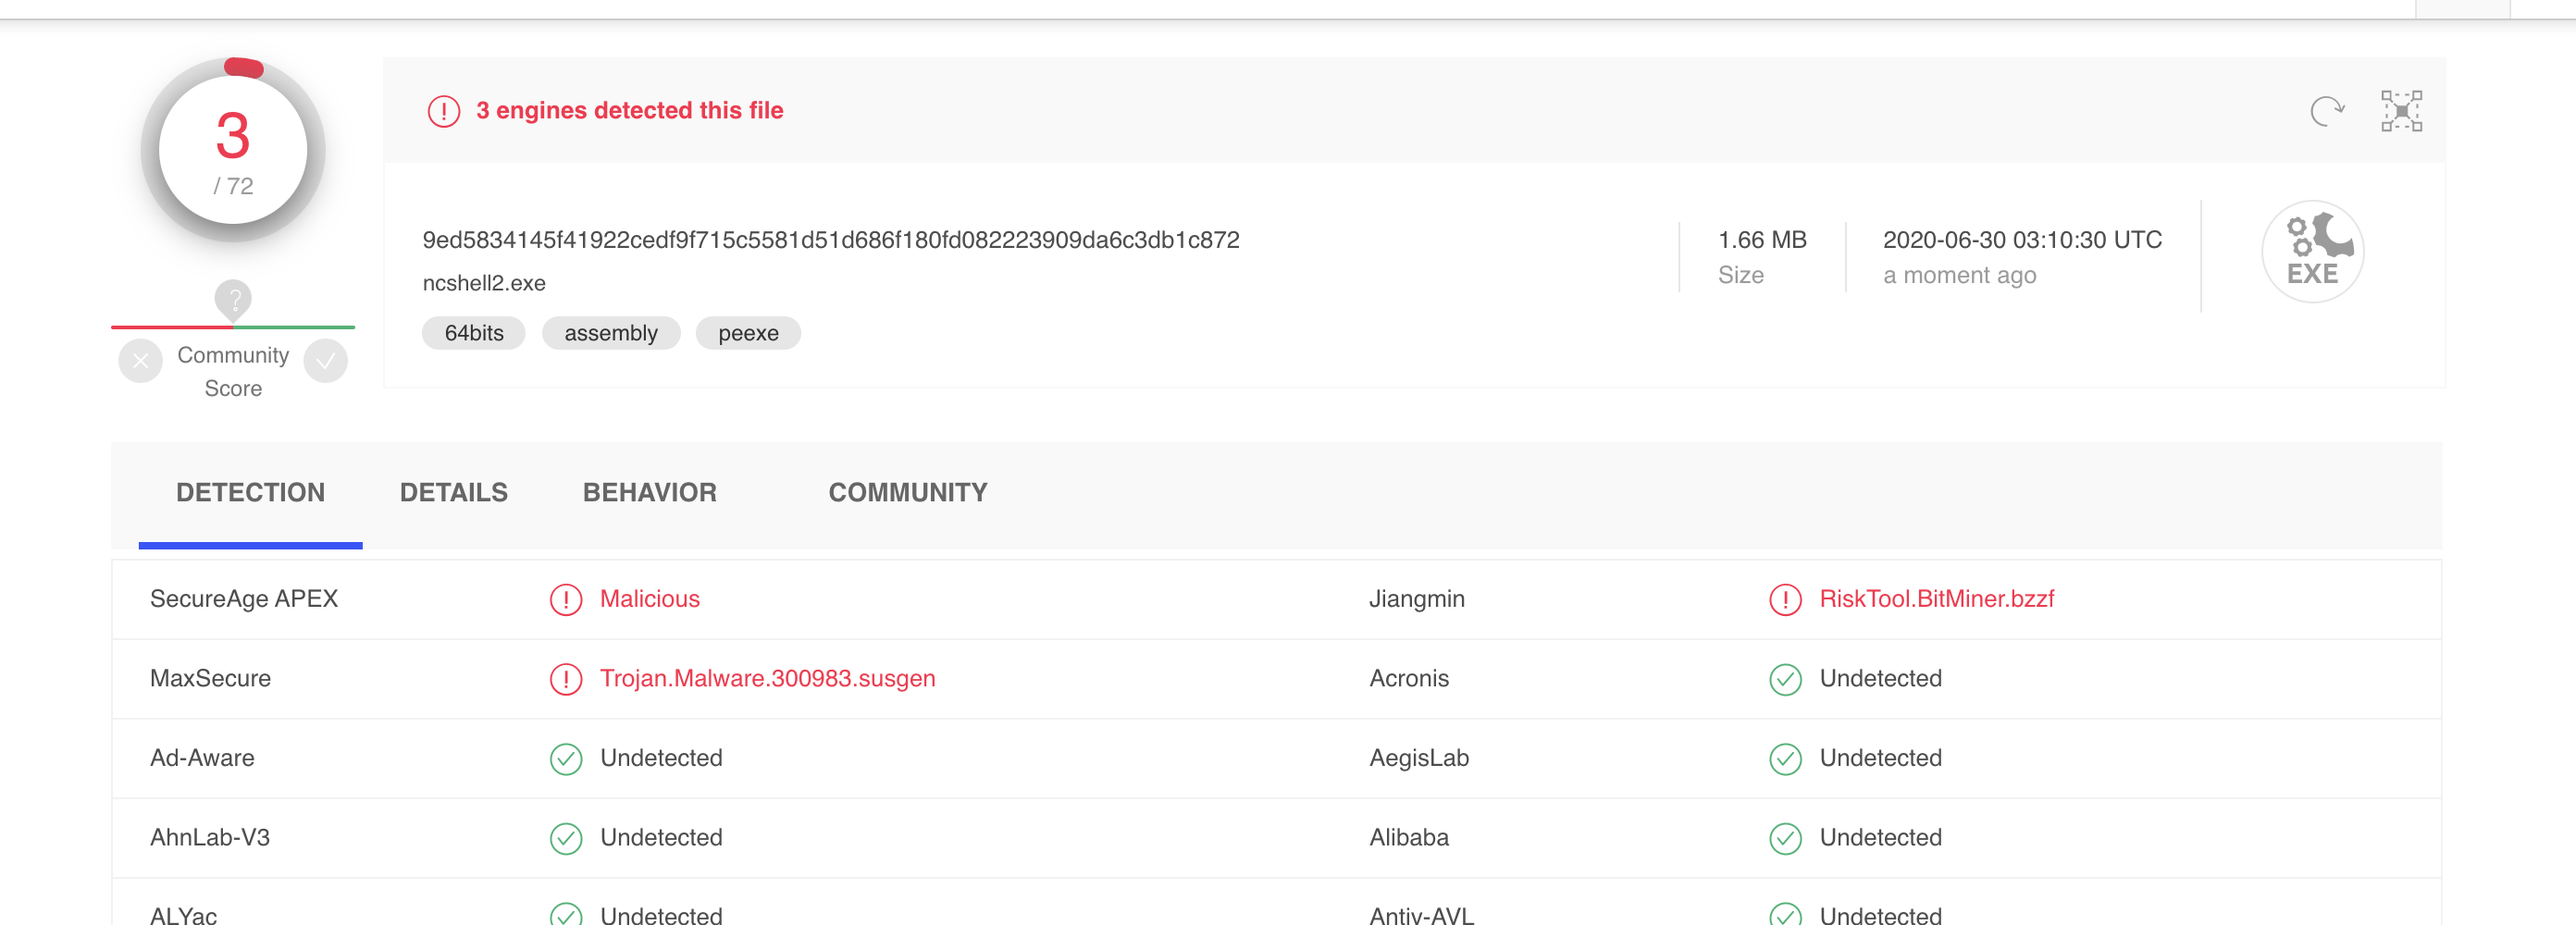 3
/ 72
?
Community
Score
3 engines detected this file
9ed5834145f41922cedf9f715c5581d51d686f180fd082223909da6c3db1c872
ncshell2.exe
64bits assembly peexe
1.66 MB
Size
2020-06-30 03:10:30 UTC
a moment ago
EXE
DETECTION DETAILS BEHAVIOR COMMUNITY
SecureAge APEX Malicious Jiangmin RiskTool.BitMiner.bzzf
MaxSecure Trojan.Malware.300983.susgen Acronis Undetected
Ad-Aware Undetected AegisLab Undetected
AhnLab-V3 Undetected Alibaba Undetected
ALYac Undetected Antiy-AVL Undetected